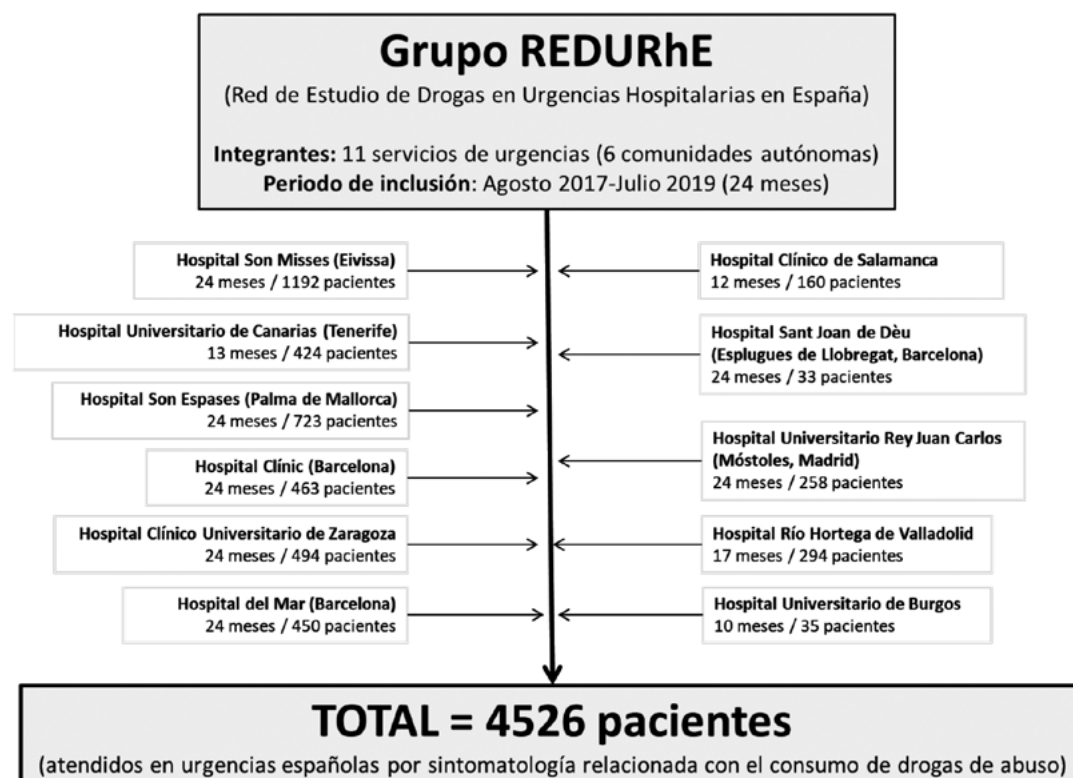 Grupo REDURhE
(Red de Estudio de Drogas en Urgencias Hospitalarias en España)
Integrantes: 11 servicios de urgencias (6 comunidades autónomas)
Periodo de inclusión: Agosto 2017-Julio 2019 (24 meses)
Hospital Son Misses (Eivissa)
24 meses / 1192 pacientes
Hospital Universitario de Canarias (Tenerife)
13 meses / 424 pacientes
Hospital Son Espases (Palma de Mallorca)
24 meses / 723 pacientes
Hospital Clínic (Barcelona)
24 meses / 463 pacientes
Hospital Clínico Universitario de Zaragoza
24 meses / 494 pacientes
Hospital del Mar (Barcelona)
24 meses / 450 pacientes
Hospital Clínico de Salamanca
12 meses / 160 pacientes
Hospital Sant Joan de Dèu
(Esplugues de Llobregat, Barcelona)
24 meses / 33 pacientes
Hospital Universitario Rey Juan Carlos
(Móstoles, Madrid)
24 meses / 258 pacientes
Hospital Río Hortega de Valladolid
17 meses / 294 pacientes
Hospital Universitario de Burgos
10 meses / 35 pacientes
TOTAL = 4526 pacientes
(atendidos en urgencias españolas por sintomatología relacionada con el consumo de drogas de abuso)